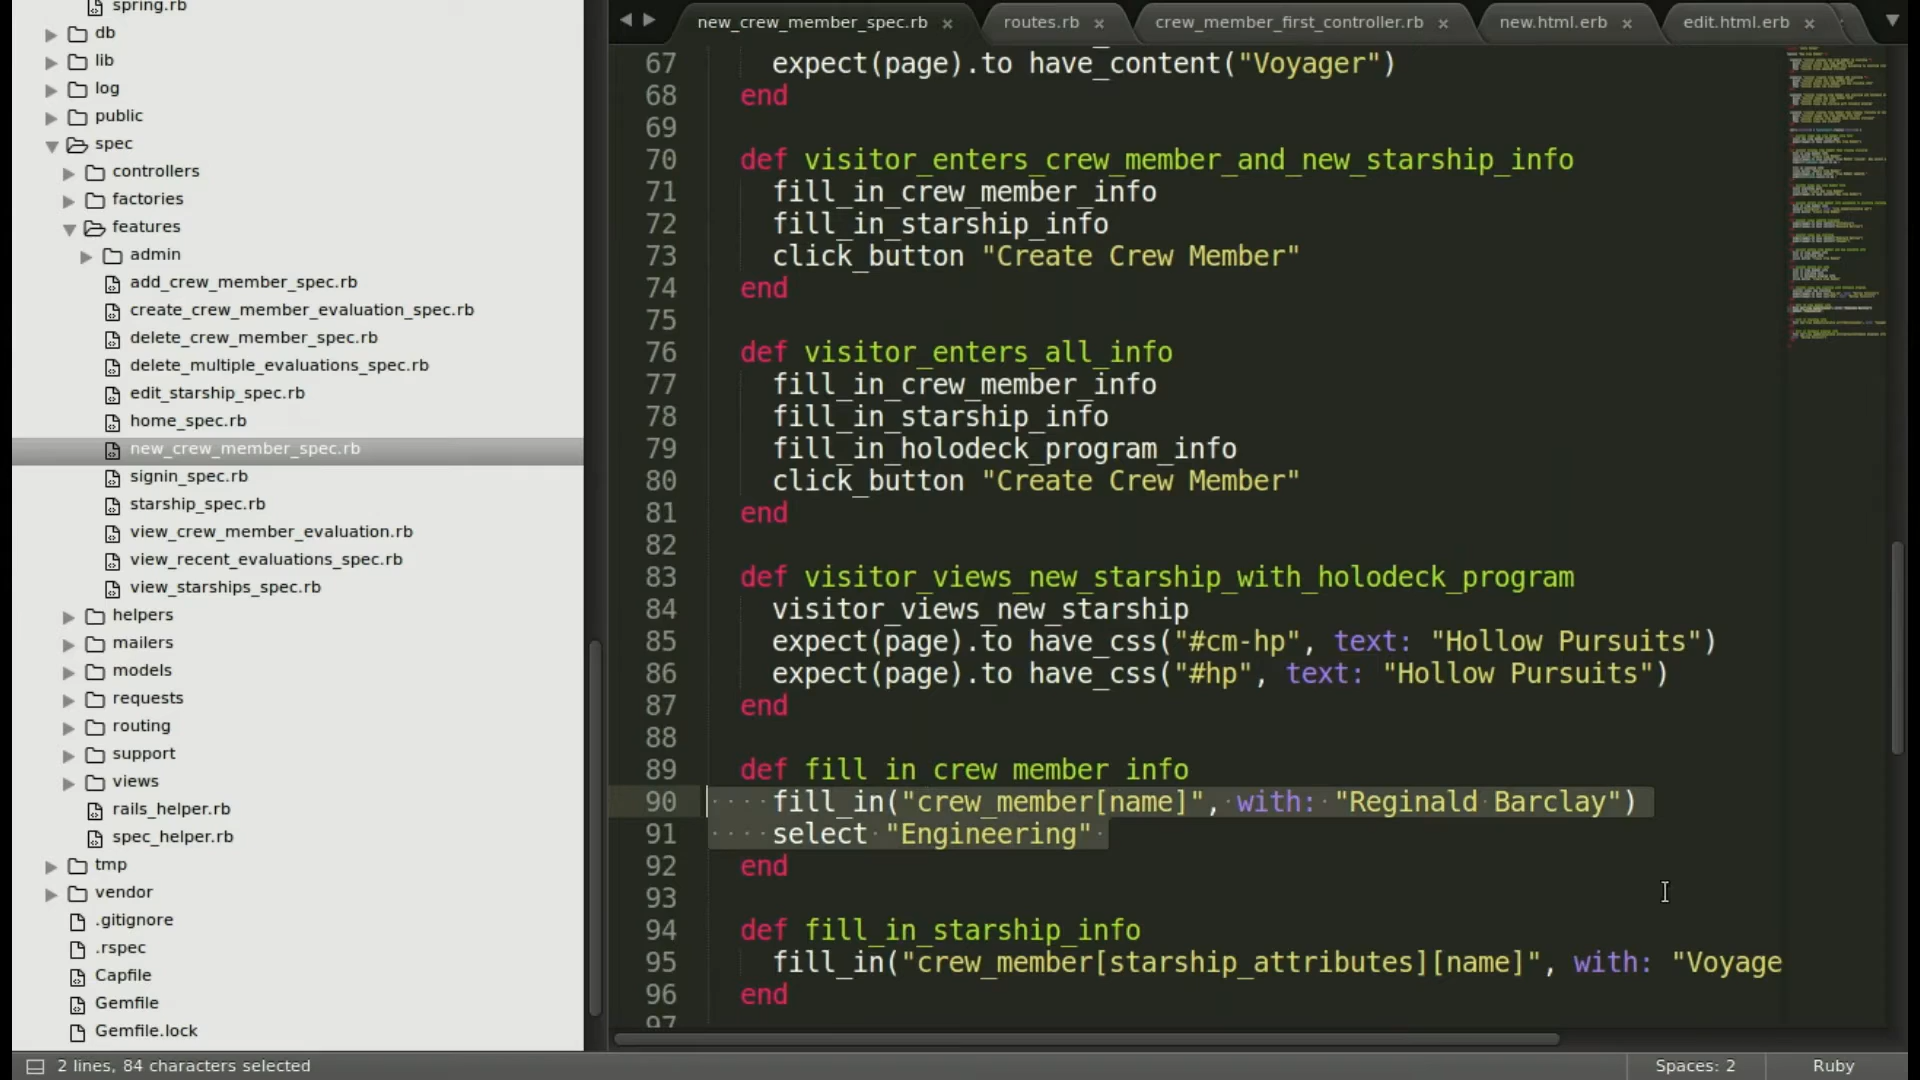 spring.rb
db
lib
log
public
spec
controllers
factories
features
admin
add_crew_member_spec.rb
create_crew_member_evaluation_spec.rb
delete_crew_member_spec.rb
delete_multiple_evaluations_spec.rb
edit_starship_spec.rb
home_spec.rb
new_crew_member_spec.rb
signin_spec.rb
starship_spec.rb
view_crew_member_evaluation.rb
view_recent_evaluations_spec.rb
view_starships_spec.rb
helpers
mailers
models
requests
routing
support
views
rails_helper.rb
spec_helper.rb
tmp
vendor
.gitignore
.rspec
Capfile
Gemfile
Gemfile.lock
new_crew_member_spec.rb × routes.rb × crew_member_first_controller.rb × new.html.erb × edit.html.erb ×
67 expect(page).to have_content("Voyager")
68 end
69
70 def visitor_enters_crew_member_and_new_starship_info
71 fill_in_crew_member_info
72 fill_in_starship_info
73 click_button "Create Crew Member"
74 end
75
76 def visitor_enters_all_info
77 fill_in_crew_member_info
78 fill_in_starship_info
79 fill_in_holodeck_program_info
80 click_button "Create Crew Member"
81 end
82
83 def visitor_views_new_starship_with_holodeck_program
84 visitor_views_new_starship
85 expect(page).to have_css("#cm-hp", text: "Hollow Pursuits")
86 expect(page).to have_css("#hp", text: "Hollow Pursuits")
87 end
88
89 def fill_in_crew_member_info
90 fill_in("crew_member[name]", with: "Reginald Barclay")
91 select "Engineering"
92 end
93
94 def fill_in_starship_info
95 fill_in("crew_member[starship_attributes][name]", with: "Voyage
96 end
97
2 lines, 84 characters selected
Spaces: 2
Ruby